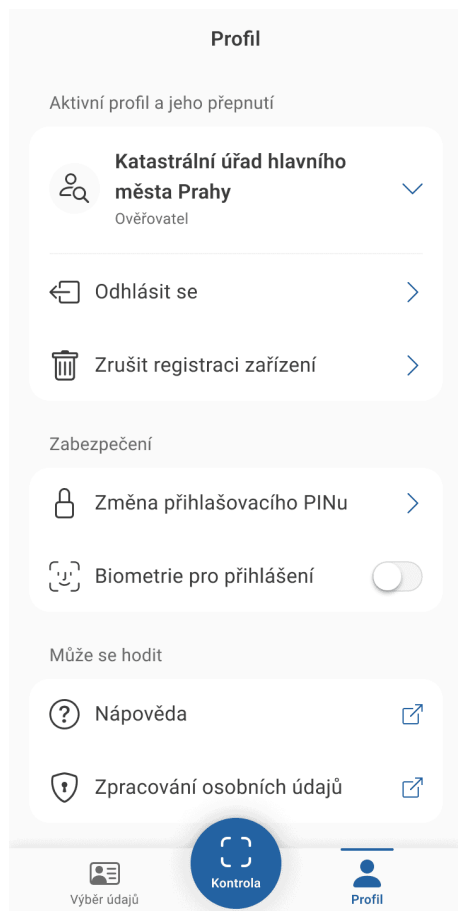 Profil
Aktivní profil a jeho přepnutí
Katastrální úřad hlavního
města Prahy
Ověřovatel
Odhlásit se
Zrušit registraci zařízení
Zabezpečení
Změna přihlašovacího PINu
Biometrie pro přihlášení
Může se hodit
Nápověda
Zpracování osobních údajů
Výběr údajů
Kontrola
Profil